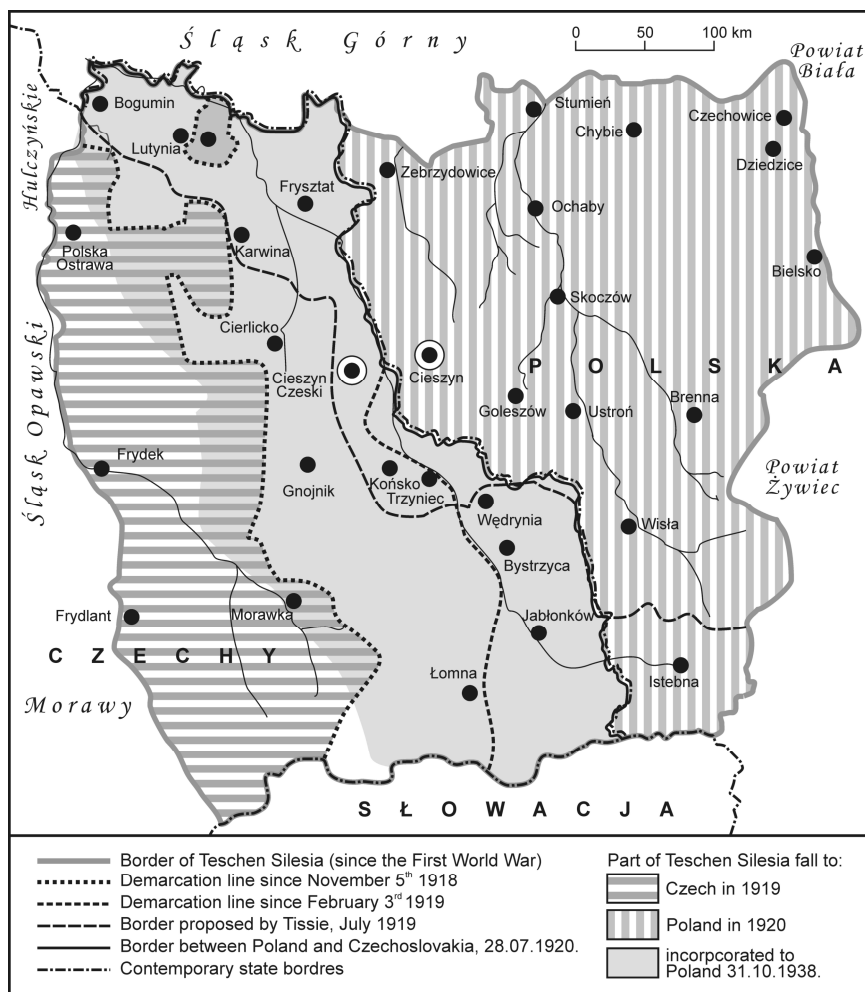 Śląsk Górny
0 50 100 km
Powiat
Biała
Hulczyńskie
Bogumin
Lutynia
Stumień
Chybie
Czechowice
Dziedzice
Zebrzydowice
Frysztat
Ochaby
Polska
Ostrawa
Karwina
Bielsko
Skoczów
Cierlicko
Cieszyn
Czeski
Cieszyn
POLSKA
Goleszów
Ustroń
Brenna
Śląsk Opawski
Frydek
Gnojnik
Końsko
Trzyniec
Powiat
Żywiec
Wędrynia
Wisła
Bystrzyca
Frydlant
Morawka
Jabłonków
CZECHY
Istebna
Łomna
Morawy
SŁOWACJA
Border of Teschen Silesia (since the First World War)
Demarcation line since November 5th 1918
Demarcation line since February 3rd 1919
Border proposed by Tissie, July 1919
Border between Poland and Czechoslovakia, 28.07.1920.
Contemporary state bordres
Part of Teschen Silesia fall to:
Czech in 1919
Poland in 1920
incorpcorated to
Poland 31.10.1938.